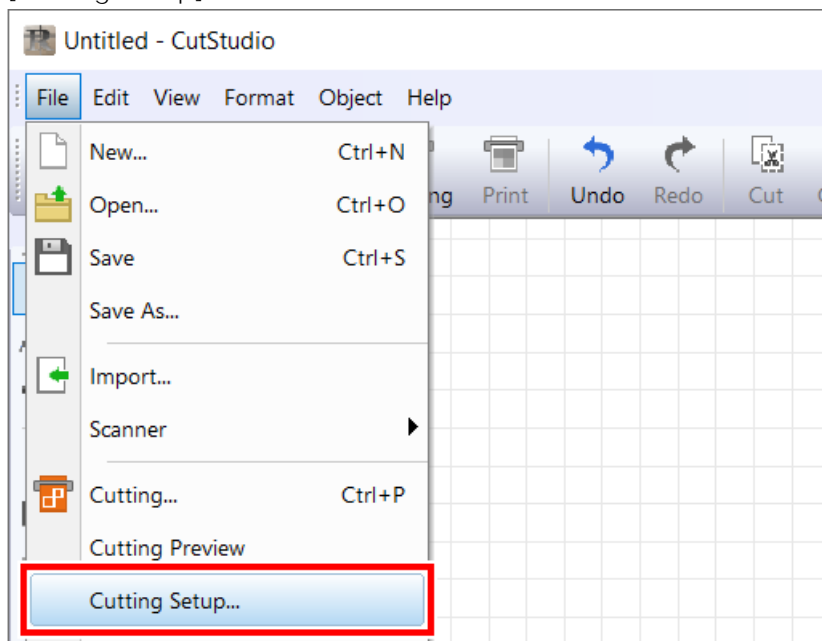 Untitled - CutStudio
File Edit View Format Object Help
New... Ctrl+N
Open... Ctrl+O
Save Ctrl+S
Save As...
Import...
Scanner
Cutting... Ctrl+P
Cutting Preview
Cutting Setup...
Print Undo Redo Cut